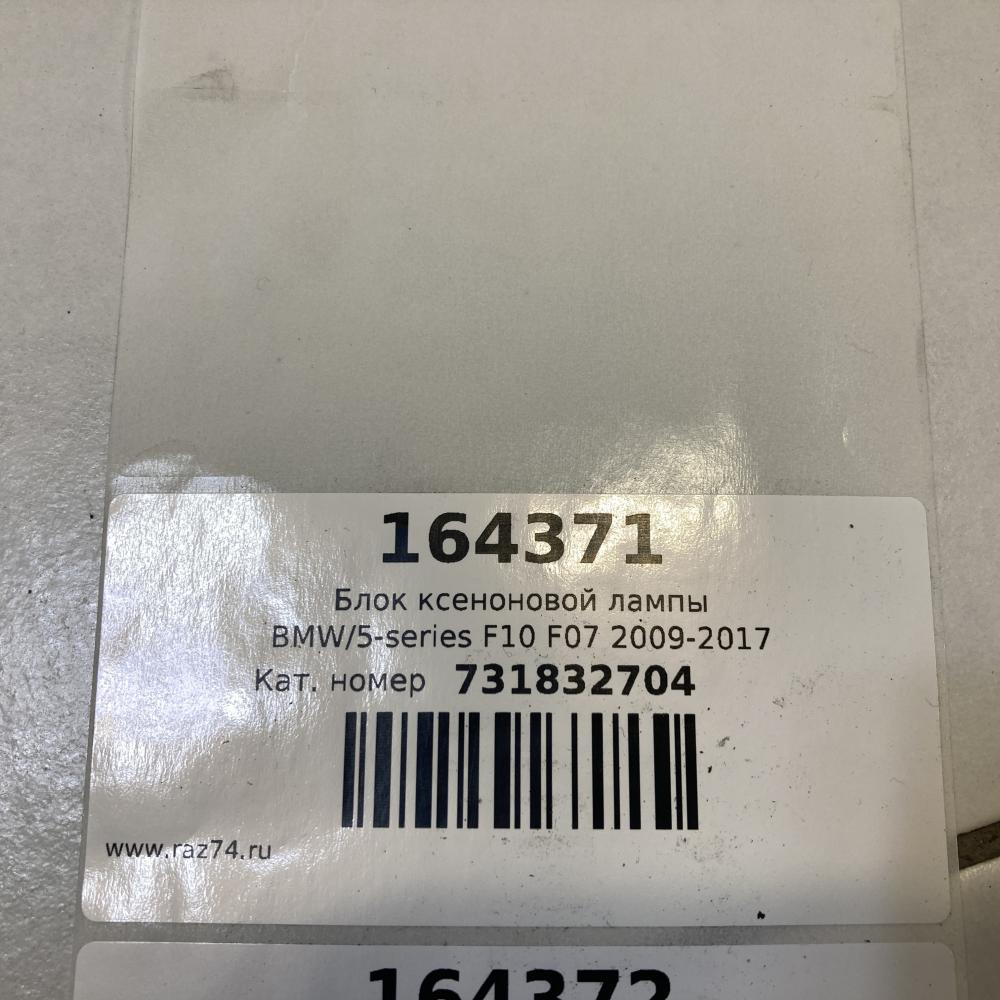 164371
Блок ксеноновой лампы
BMW/5-series F10 F07 2009-2017
Кат. номер 731832704
www.raz74.ru
164372